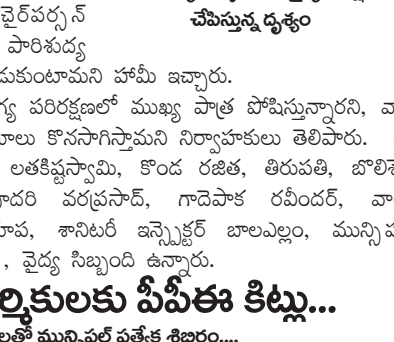 చైర్‌పర్సన్
చేపిస్తున్న దృశ్యం
పారిశుద్య
డుకుంటామని హామీ ఇచ్చారు.
గ్య పరిరక్షణలో ముఖ్య పాత్ర పోషిస్తున్నారని, వా
మాలు కొనసాగిస్తామని నిర్వాహకులు తెలిపారు.
లతకిష్టస్వామి, కొండ రజిత, తిరుపతి, బొలిశె
దరి వరప్రసాద్, గాదెపాక రవీందర్, వా
ూప, శానిటరీ ఇన్స్పెక్టర్ బాలఎల్లం, మున్సిప
, వైద్య సిబ్బంది ఉన్నారు.
ర్మికులకు పీపీఈ కిట్లు...
లతో మున్సిపల్ ప్రత్యేక శిబిరం....